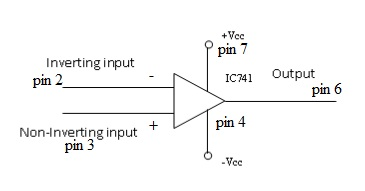 +Vcc
pin 7
Inverting input
pin 2
-
IC741
Output
pin 6
Non-Inverting input
pin 3
+
pin 4
-Vcc